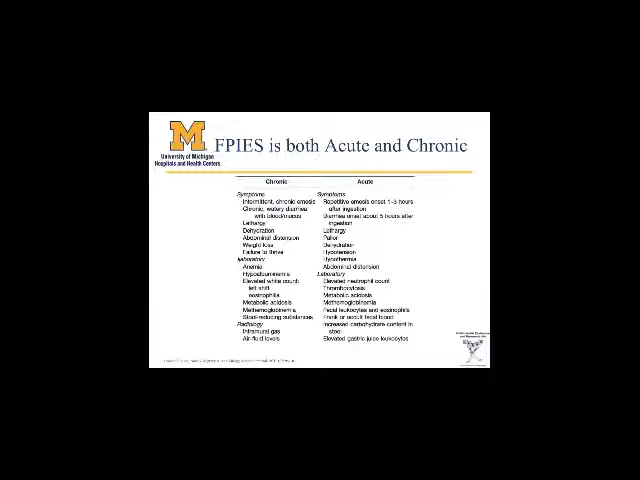 M
University of Michigan
Hospitals and Health Centers
FPIES is both Acute and Chronic
Chronic
Symptoms
Intermittent, chronic emesis
Chronic, watery diarrhea
with blood/mucus
Lethargy
Dehydration
Abdominal distension
Weight loss
Failure to thrive
Laboratory
Anemia
Hypoalbuminemia
Elevated white count:
left shift
eosinophilia
Metabolic acidosis
Methemoglobinemia
Stool-reducing substances
Radiology
Intramural gas
Air-fluid levels
Acute
Symptoms
Repetitive emesis onset 1–3 hours
after ingestion
Diarrhea onset about 5 hours after
ingestion
Lethargy
Pallor
Dehydration
Hypotension
Hypothermia
Abdominal distension
Laboratory
Elevated neutrophil count
Thrombocytosis
Metabolic acidosis
Methemoglobinemia
Fecal leukocytes and eosinophils
Frank or occult fecal blood
Increased carbohydrate content in
stool
Elevated gastric juice leukocytes